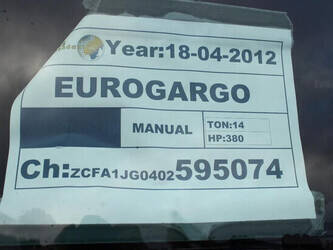 Year:18-04-2012
EUROGARGO
MANUAL
TON:14
HP:380
Ch:ZCFA1JG0402595074